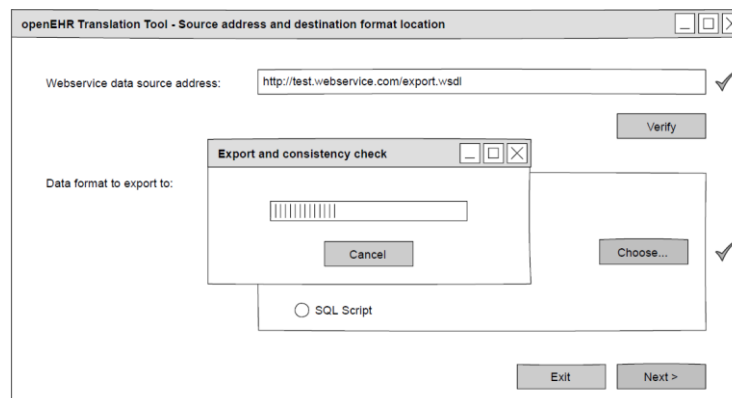 openEHR Translation Tool - Source address and destination format location
Webservice data source address:
http://test.webservice.com/export.wsdl
Verify
Export and consistency check
Data format to export to:
Cancel
Choose...
SQL Script
Exit
Next >